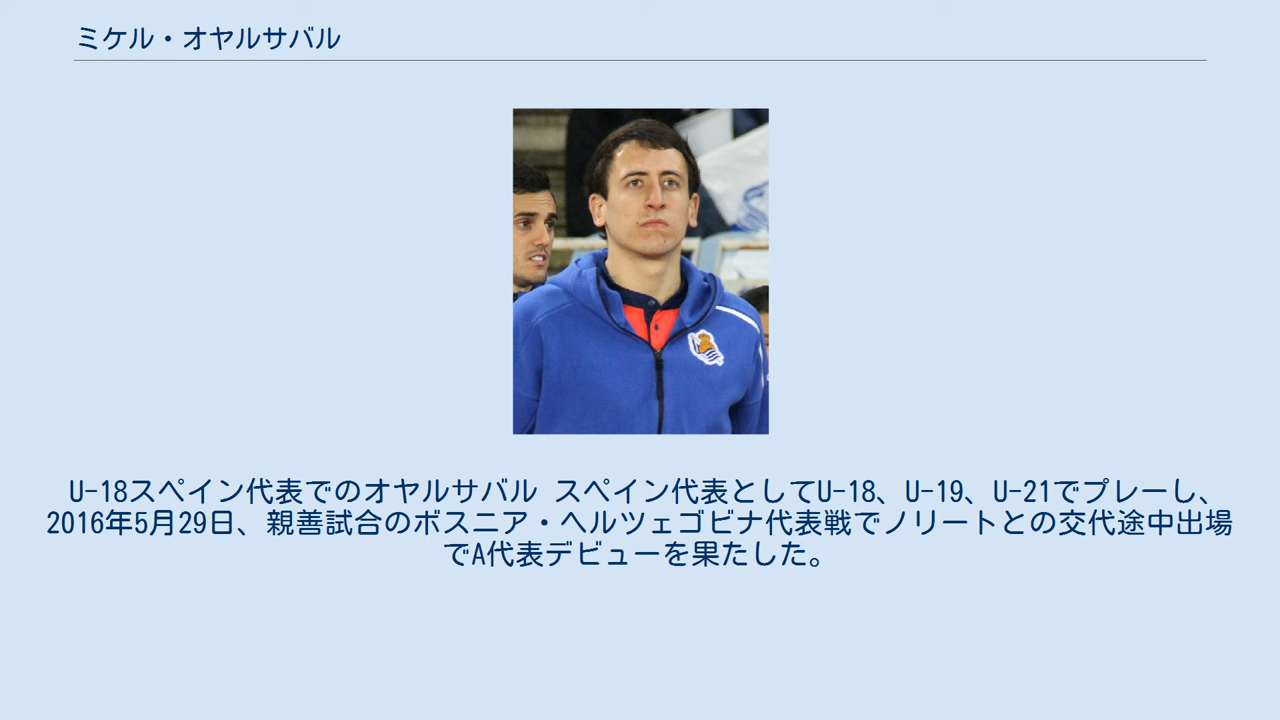 ミケル・オヤルサバル
U-18スペイン代表でのオヤルサバル スペイン代表としてU-18、U-19、U-21でプレーし、
2016年5月29日、親善試合のボスニア・ヘルツェゴビナ代表戦でノリートとの交代途中出場
でA代表デビューを果たした。